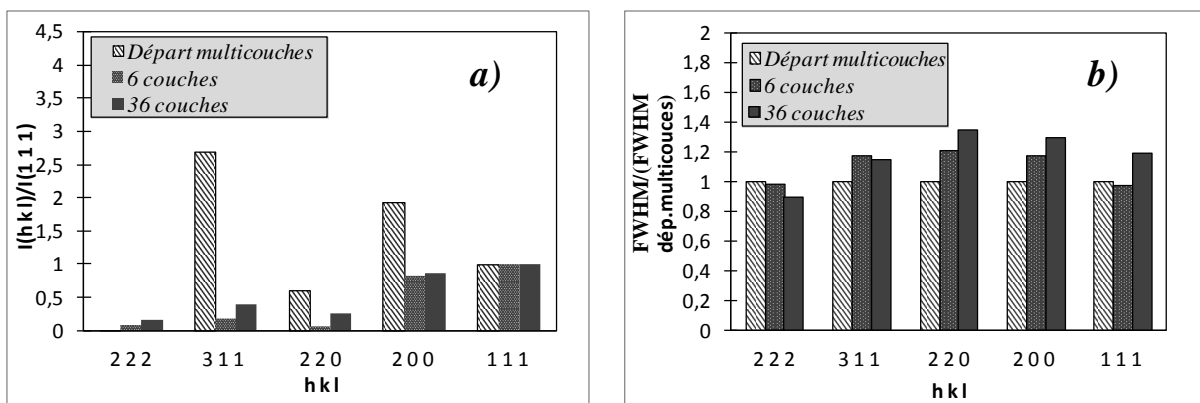 4,5
4
3,5
3
2,5
2
1,5
1
0,5
0
I(h k l)/I(1 1 1)
Départ multicouches
6 couches
36 couches
a)
2 2 2
3 1 1
2 2 0
2 0 0
1 1 1
h k l
2
1,8
1,6
1,4
1,2
1
0,8
0,6
0,4
0,2
0
FWHM/(FWHM
dép.multicouces)
Départ multicouches
6 couches
36 couches
b)
2 2 2
3 1 1
2 2 0
2 0 0
1 1 1
h k l